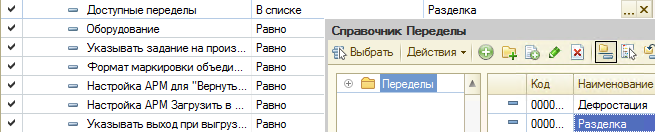 Доступные переделы В списке Разделка ...
Оборудование Равно
Справочник Переделы
Указывать задание на произ... Равно
Выбрать Действия
Формат маркировки объеди... Равно
Настройка АРМ для "Вернуть... Равно
Переделы Код Наименование
Настройка АРМ Загрузить в ... Равно
0000... Дефростация
Указывать выход при выгруз... Равно
0000... Разделка